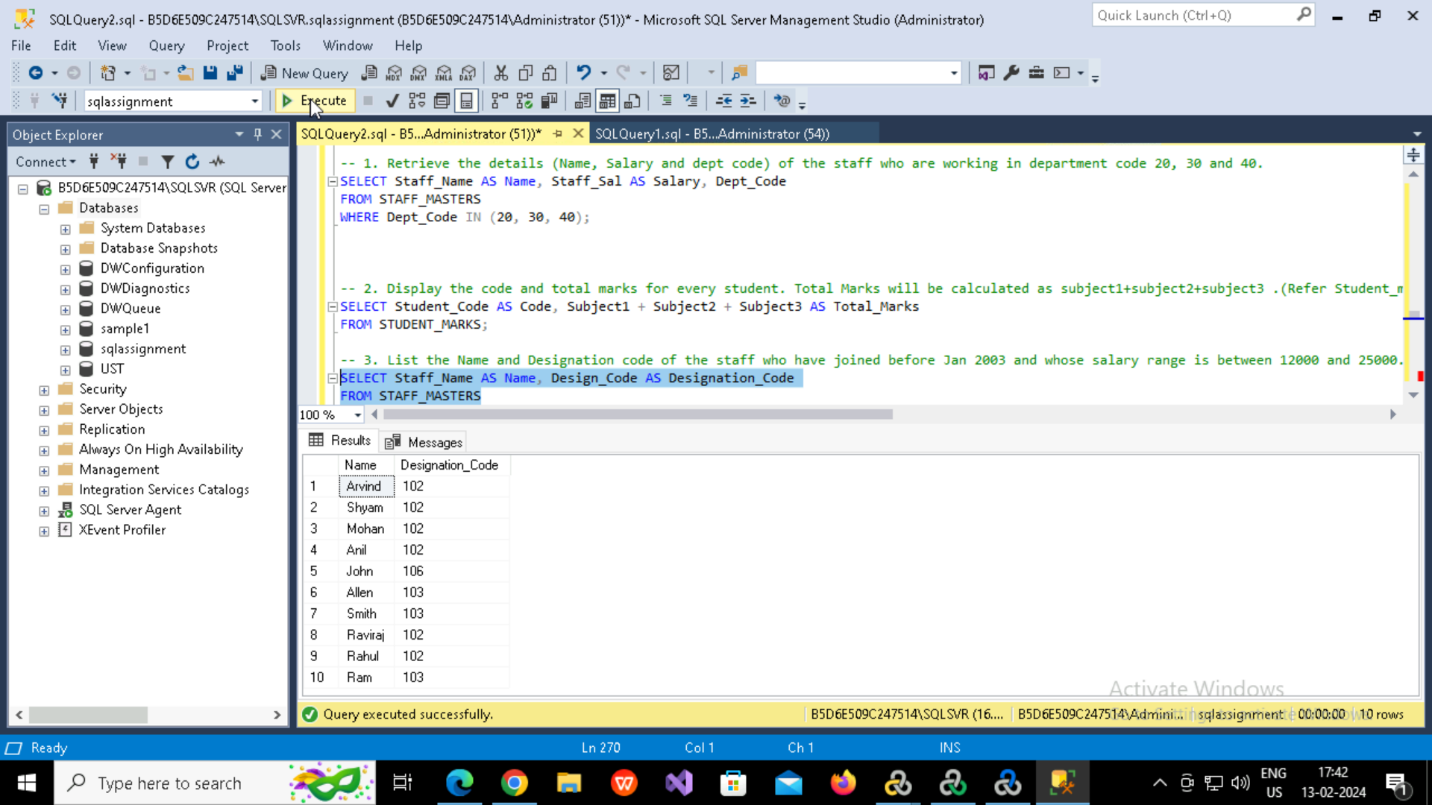 SQLQuery2.sql - B5D6E509C247514\SQLSVR.sqlassignment (B5D6E509C247514\Administrator (51))* - Microsoft SQL Server Management Studio (Administrator)
Quick Launch (Ctrl+Q)
File Edit View Query Project Tools Window Help
New Query
MDX DMX XMLA DAX
sqlassignment
Execute
Object Explorer
SQLQuery2.sql - B5...Administrator (51))*
SQLQuery1.sql - B5...Administrator (54))
Connect
B5D6E509C247514\SQLSVR (SQL Server
Databases
System Databases
Database Snapshots
DWConfiguration
DWDiagnostics
DWQueue
sample1
sqlassignment
UST
Security
Server Objects
Replication
Always On High Availability
Management
Integration Services Catalogs
SQL Server Agent
XEvent Profiler
-- 1. Retrieve the details (Name, Salary and dept code) of the staff who are working in department code 20, 30 and 40.
SELECT Staff_Name AS Name, Staff_Sal AS Salary, Dept_Code
FROM STAFF_MASTERS
WHERE Dept_Code IN (20, 30, 40);
-- 2. Display the code and total marks for every student. Total Marks will be calculated as subject1+subject2+subject3 .(Refer Student_m
SELECT Student_Code AS Code, Subject1 + Subject2 + Subject3 AS Total_Marks
FROM STUDENT_MARKS;
-- 3. List the Name and Designation code of the staff who have joined before Jan 2003 and whose salary range is between 12000 and 25000.
SELECT Staff_Name AS Name, Design_Code AS Designation_Code
FROM STAFF_MASTERS
100 %
Results Messages
Name Designation_Code
1 Arvind 102
2 Shyam 102
3 Mohan 102
4 Anil 102
5 John 106
6 Allen 103
7 Smith 103
8 Raviraj 102
9 Rahul 102
10 Ram 103
Activate Windows
Query executed successfully.
B5D6E509C247514\SQLSVR (16.... B5D6E509C247514\Admini... sqlassignment 00:00:00 10 rows
Ready
Ln 270 Col 1 Ch 1 INS
Type here to search
ENG
US
17:42
13-02-2024
1